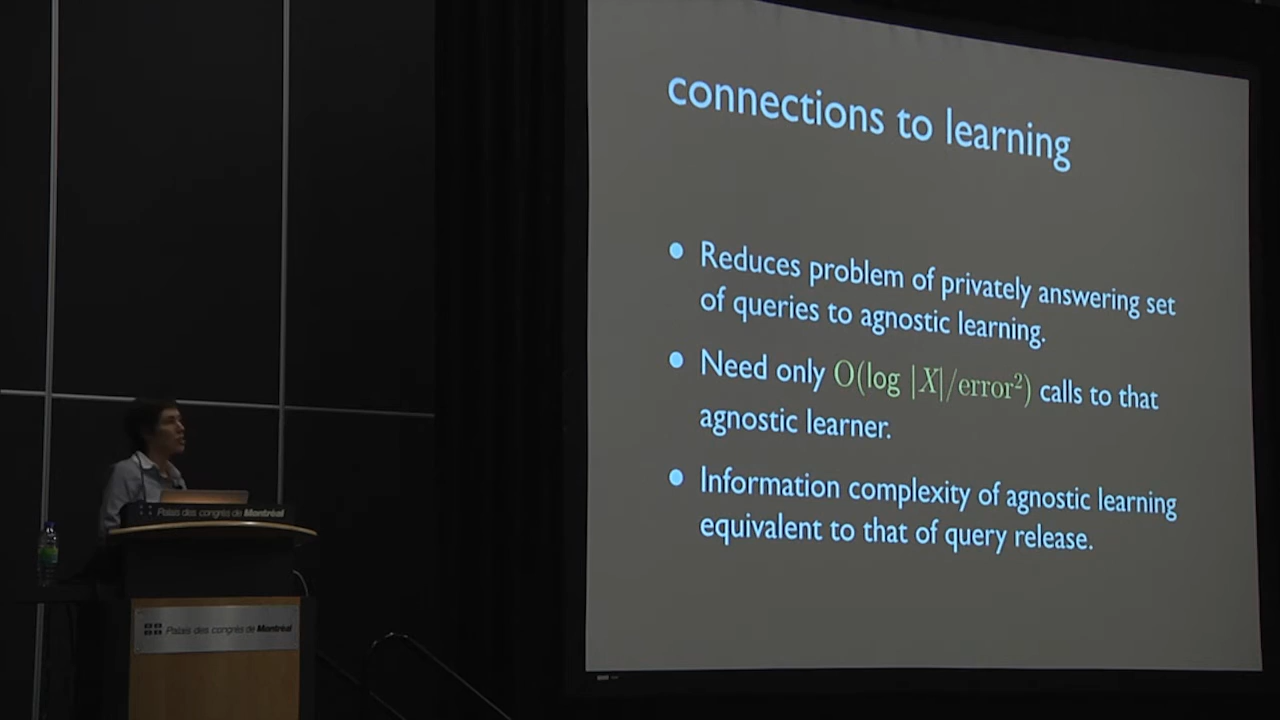 connections to learning
• Reduces problem of privately answering set
of queries to agnostic learning.
• Need only O(log |X|/error²) calls to that
agnostic learner.
• Information complexity of agnostic learning
equivalent to that of query release.
Palais des congrès de Montréal
Palais des congrès de Montréal